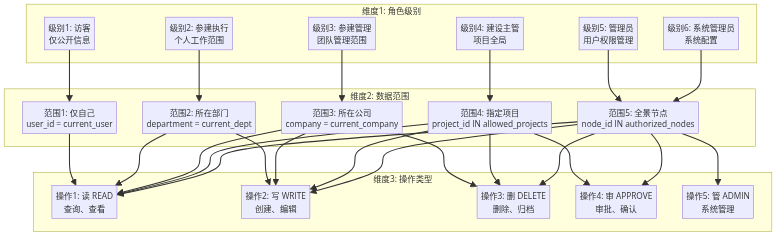 维度1: 角色级别
级别1: 访客
仅公开信息
级别2: 参建执行
个人工作范围
级别3: 参建管理
团队管理范围
级别4: 建设主管
项目全局
级别5: 管理员
用户权限管理
级别6: 系统管理员
系统配置
维度2: 数据范围
范围1: 仅自己
user_id = current_user
范围2: 所在部门
department = current_dept
范围3: 所在公司
company = current_company
范围4: 指定项目
project_id IN allowed_projects
范围5: 全景节点
node_id IN authorized_nodes
维度3: 操作类型
操作1: 读 READ
查询、查看
操作2: 写 WRITE
创建、编辑
操作3: 删 DELETE
删除、归档
操作4: 审 APPROVE
审批、确认
操作5: 管 ADMIN
系统管理